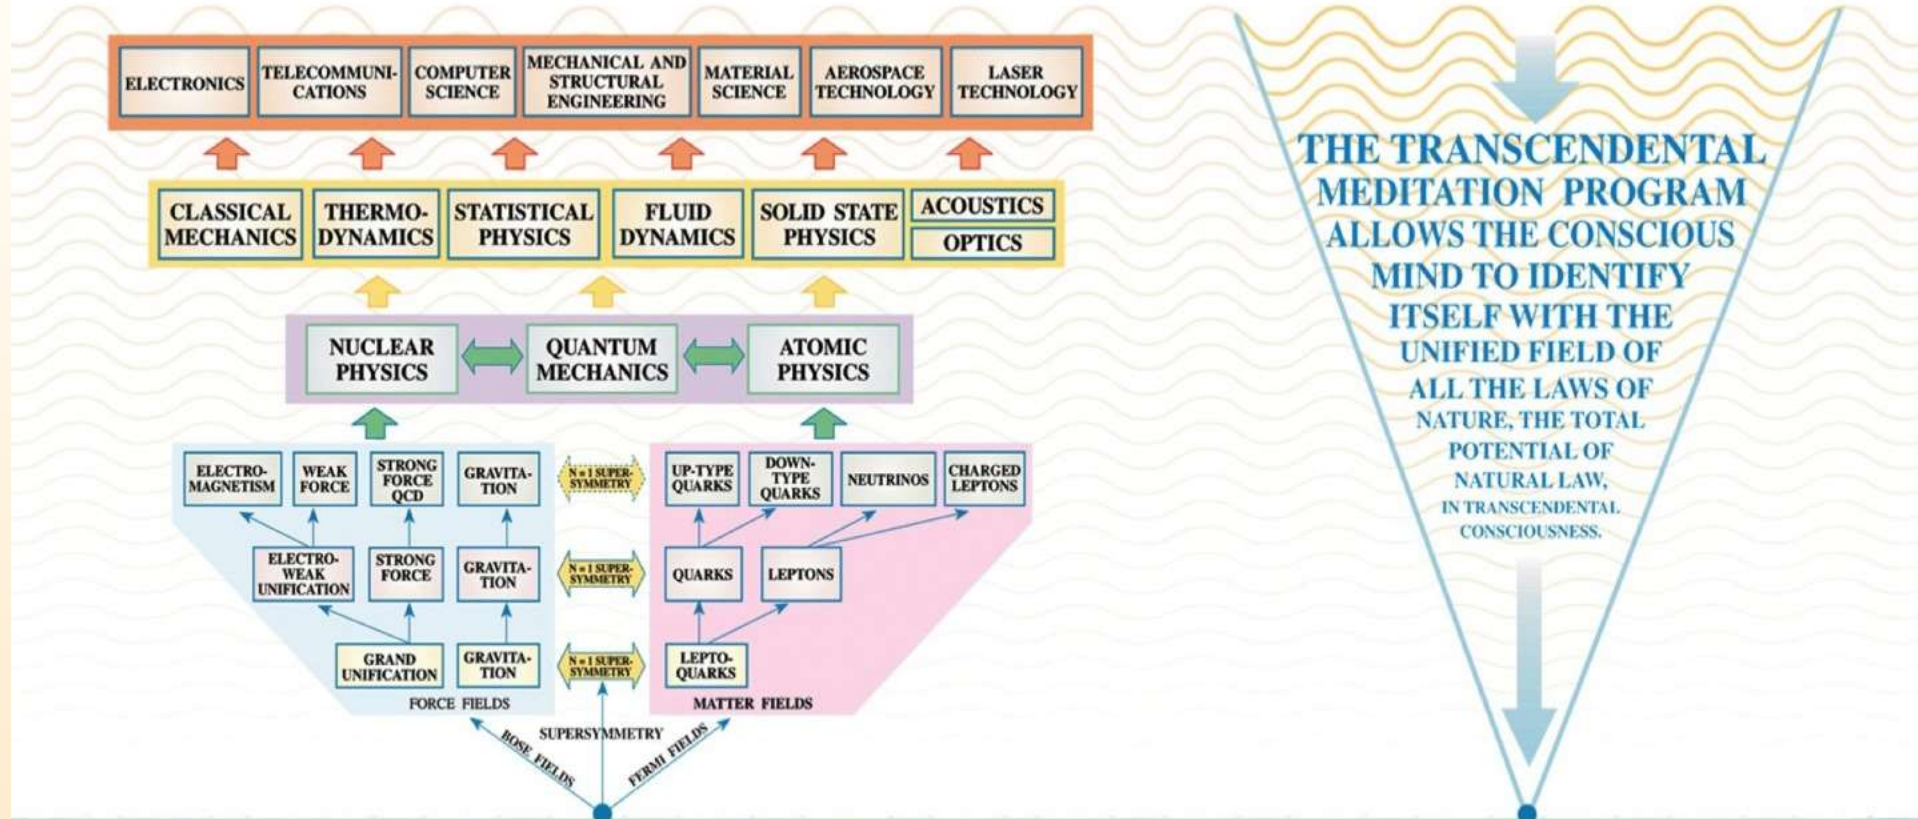 ELECTRONICS
TELECOMMUNI-
CATIONS
COMPUTER
SCIENCE
MECHANICAL AND
STRUCTURAL
ENGINEERING
MATERIAL
SCIENCE
AEROSPACE
TECHNOLOGY
LASER
TECHNOLOGY
CLASSICAL
MECHANICS
THERMO-
DYNAMICS
STATISTICAL
PHYSICS
FLUID
DYNAMICS
SOLID STATE
PHYSICS
ACOUSTICS
OPTICS
NUCLEAR
PHYSICS
QUANTUM
MECHANICS
ATOMIC
PHYSICS
ELECTRO-
MAGNETISM
WEAK
FORCE
STRONG
FORCE
QCD
GRAVITA-
TION
N = 1 SUPER-
SYMMETRY
UP-TYPE
QUARKS
DOWN-
TYPE
QUARKS
NEUTRINOS
CHARGED
LEPTONS
ELECTRO-
WEAK
UNIFICATION
STRONG
FORCE
GRAVITA-
TION
N = 1 SUPER-
SYMMETRY
QUARKS
LEPTONS
GRAND
UNIFICATION
GRAVITA-
TION
N = 1 SUPER-
SYMMETRY
LEPTO-
QUARKS
FORCE FIELDS
MATTER FIELDS
BOSE FIELDS
SUPERSYMMETRY
FERMI FIELDS
THE TRANSCENDENTAL
MEDITATION PROGRAM
ALLOWS THE CONSCIOUS
MIND TO IDENTIFY
ITSELF WITH THE
UNIFIED FIELD OF
ALL THE LAWS OF
NATURE, THE TOTAL
POTENTIAL OF
NATURAL LAW,
IN TRANSCENDENTAL
CONSCIOUSNESS.